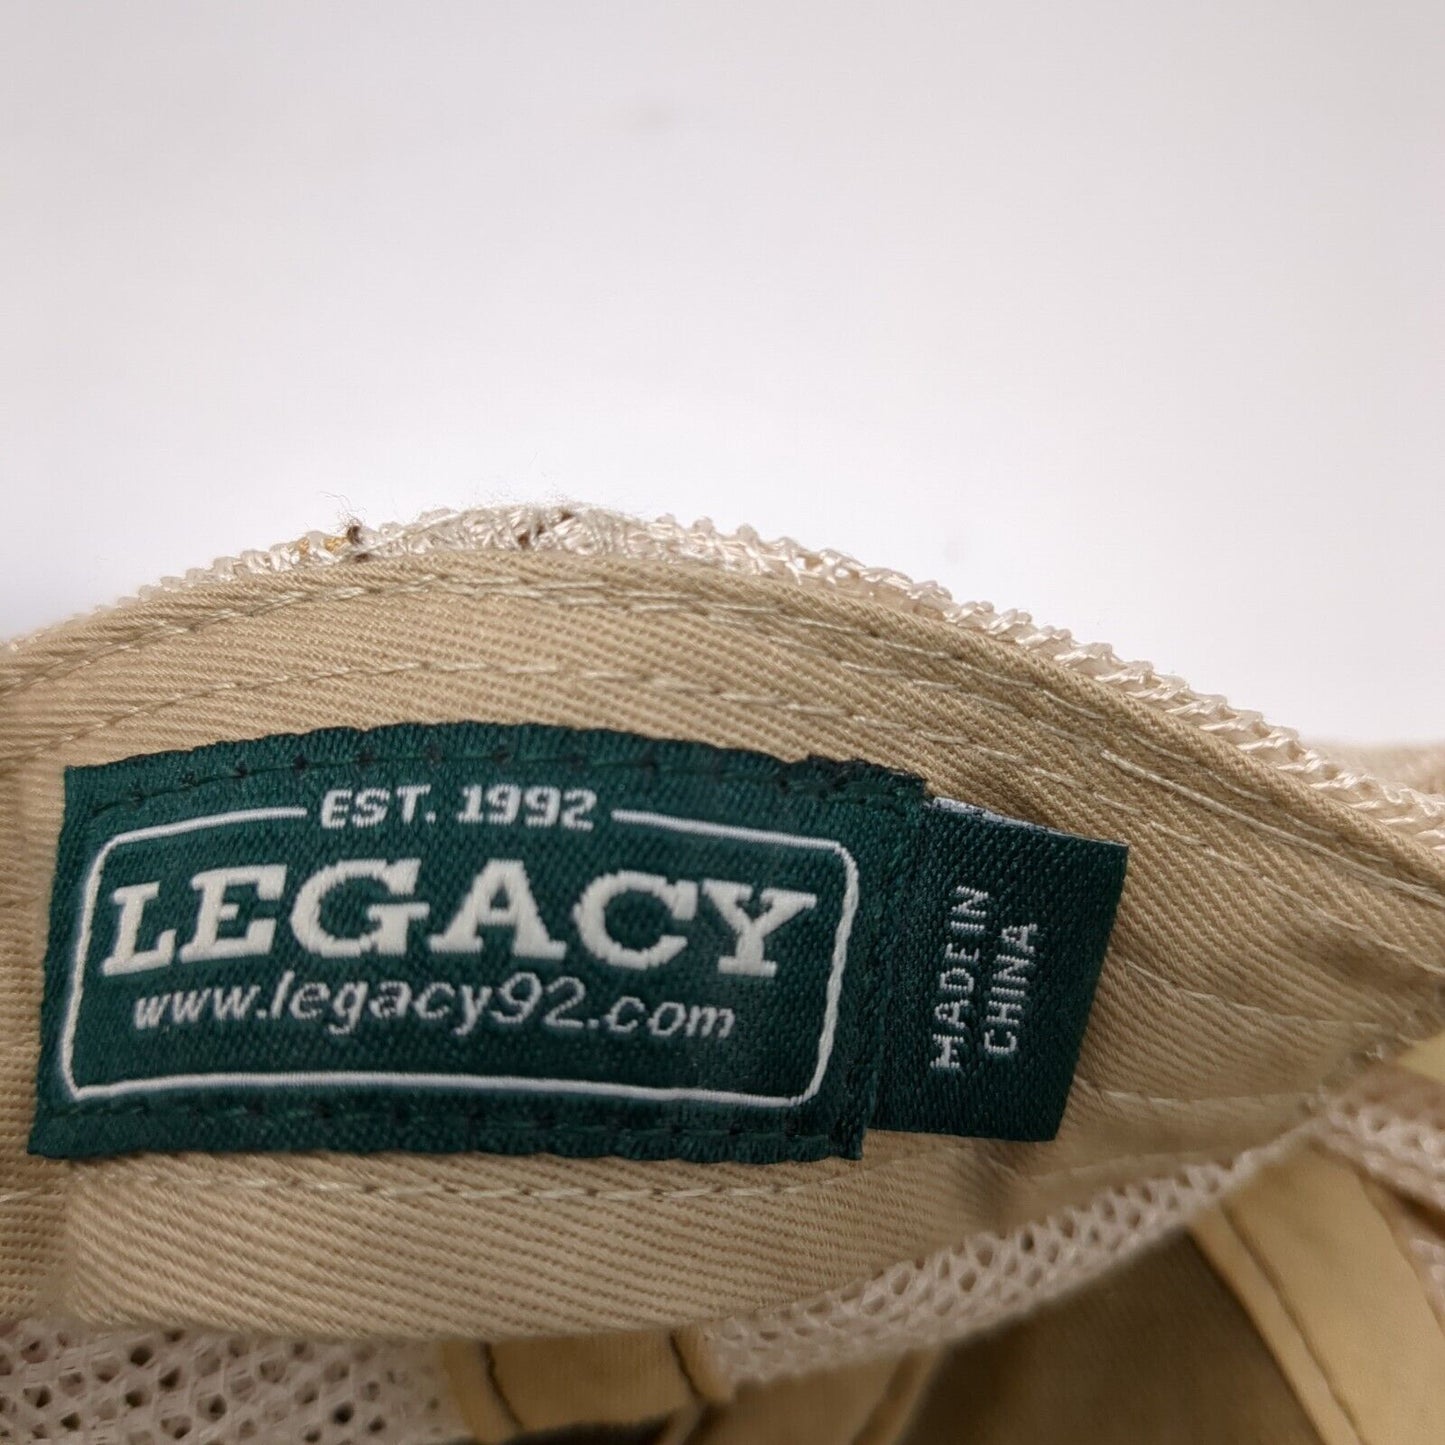 EST. 1992
LEGACY
www.legacy92.com
MADE IN
CHINA